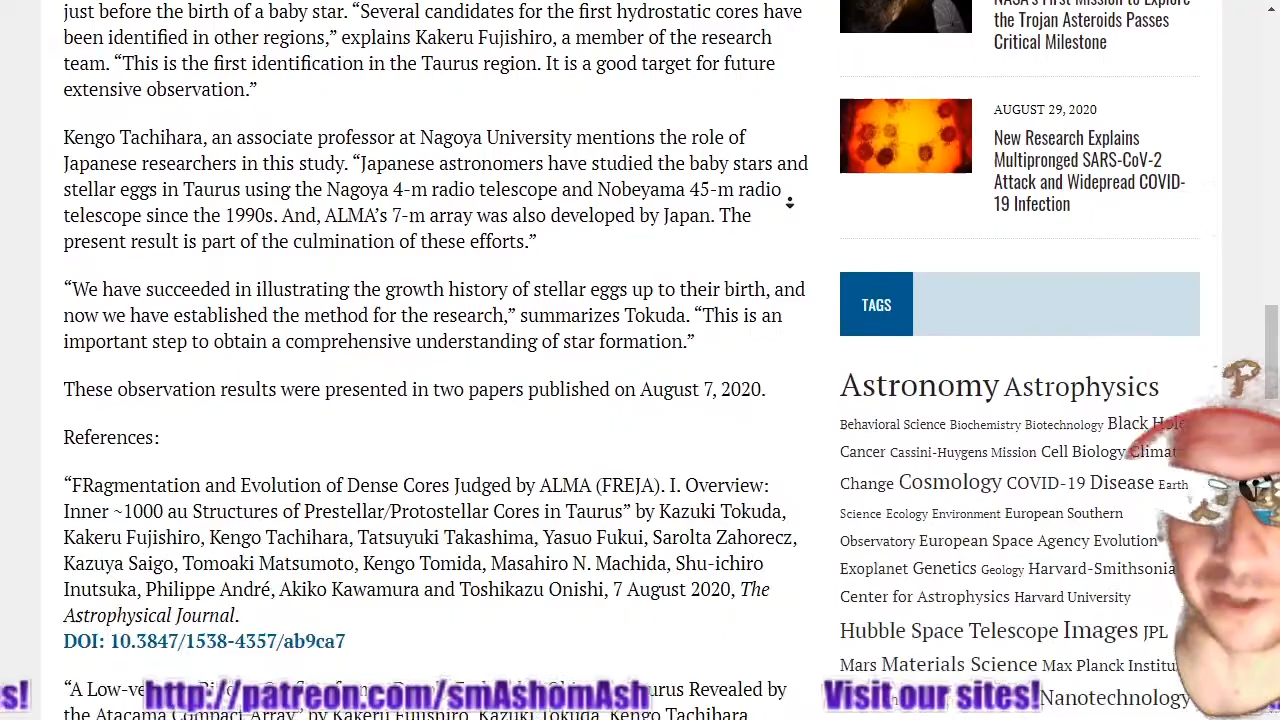 just before the birth of a baby star. “Several candidates for the first hydrostatic cores have
been identified in other regions,” explains Kakeru Fujishiro, a member of the research
team. “This is the first identification in the Taurus region. It is a good target for future
extensive observation.”
Kengo Tachihara, an associate professor at Nagoya University mentions the role of
Japanese researchers in this study. “Japanese astronomers have studied the baby stars and
stellar eggs in Taurus using the Nagoya 4-m radio telescope and Nobeyama 45-m radio
telescope since the 1990s. And, ALMA’s 7-m array was also developed by Japan. The
present result is part of the culmination of these efforts.”
“We have succeeded in illustrating the growth history of stellar eggs up to their birth, and
now we have established the method for the research,” summarizes Tokuda. “This is an
important step to obtain a comprehensive understanding of star formation.”
These observation results were presented in two papers published on August 7, 2020.
References:
“FRagmentation and Evolution of Dense Cores Judged by ALMA (FREJA). I. Overview:
Inner ~1000 au Structures of Prestellar/Protostellar Cores in Taurus” by Kazuki Tokuda,
Kakeru Fujishiro, Kengo Tachihara, Tatsuyuki Takashima, Yasuo Fukui, Sarolta Zahorecz,
Kazuya Saigo, Tomoaki Matsumoto, Kengo Tomida, Masahiro N. Machida, Shu-ichiro
Inutsuka, Philippe André, Akiko Kawamura and Toshikazu Onishi, 7 August 2020, The
Astrophysical Journal.
DOI: 10.3847/1538-4357/ab9ca7
“A Low-ve
urus Revealed by
the Atacama Compact Array” by Kakeru Fujishiro, Kazuki Tokuda, Kengo Tachihara
NASA’s First Mission to Explore
the Trojan Asteroids Passes
Critical Milestone
AUGUST 29, 2020
New Research Explains
Multipronged SARS-CoV-2
Attack and Widespread COVID-
19 Infection
TAGS
Astronomy Astrophysics
Behavioral Science Biochemistry Biotechnology Black Hole
Cancer Cassini-Huygens Mission Cell Biology Climat
Change Cosmology COVID-19 Disease Earth
Science Ecology Environment European Southern
Observatory European Space Agency Evolution
Exoplanet Genetics Geology Harvard-Smithsonia
Center for Astrophysics Harvard University
Hubble Space Telescope Images JPL
Mars Materials Science Max Planck Institu
Nanotechnology
P
s!
http://patreon.com/smAshomAsh
Visit our sites!